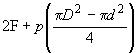 2F + p(πD² − πd² / 4)